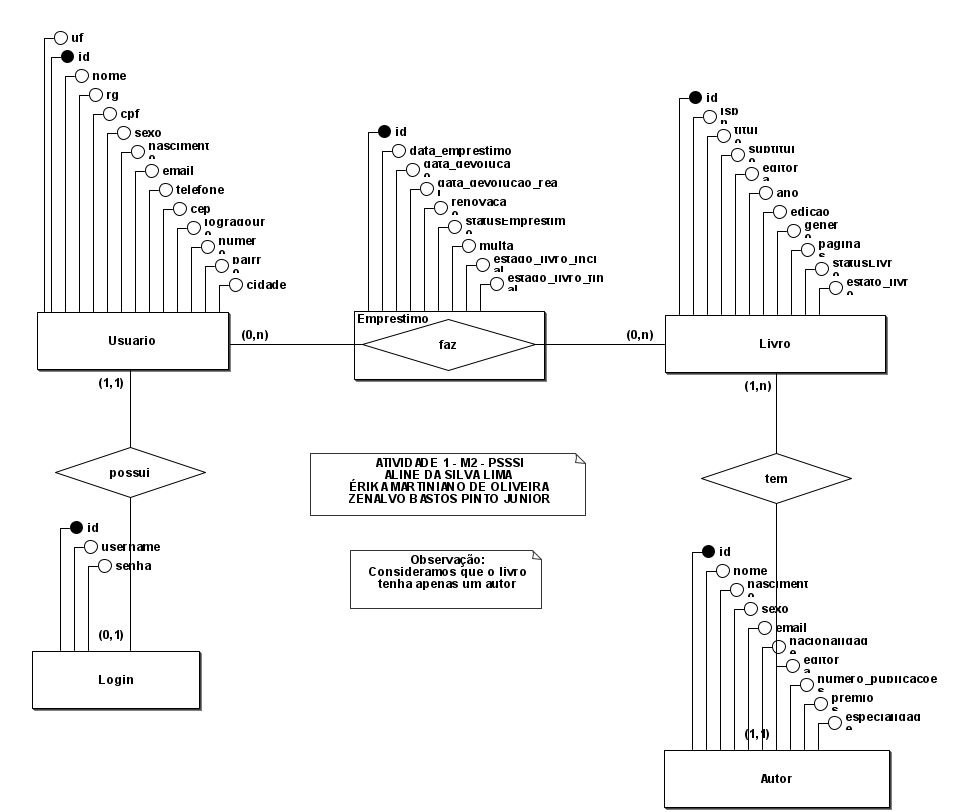 uf
id
nome
rg
cpf
sexo
nascimento
email
telefone
cep
logradouro
numero
bairro
cidade
Usuario
(0,n)
id
data_emprestimo
data_devolucao
data_devolucao_real
renovacao
statusEmprestimo
multa
estado_livro_incial
estado_livro_final
Emprestimo
faz
(0,n)
id
isbn
titulo
subtitulo
editora
ano
edicao
genero
paginas
statusLivro
estato_livro
Livro
(1,1)
possui
id
username
senha
(0,1)
Login
ATIVIDADE 1 - M2 - PSSSI
ALINE DA SILVA LIMA
ÉRIKA MARTINIANO DE OLIVEIRA
ZENALVO BASTOS PINTO JUNIOR
Observação:
Consideramos que o livro
tenha apenas um autor
(1,n)
tem
id
nome
nascimento
sexo
email
nacionalidade
editora
numero_publicacoes
premios
especialidade
(1,1)
Autor